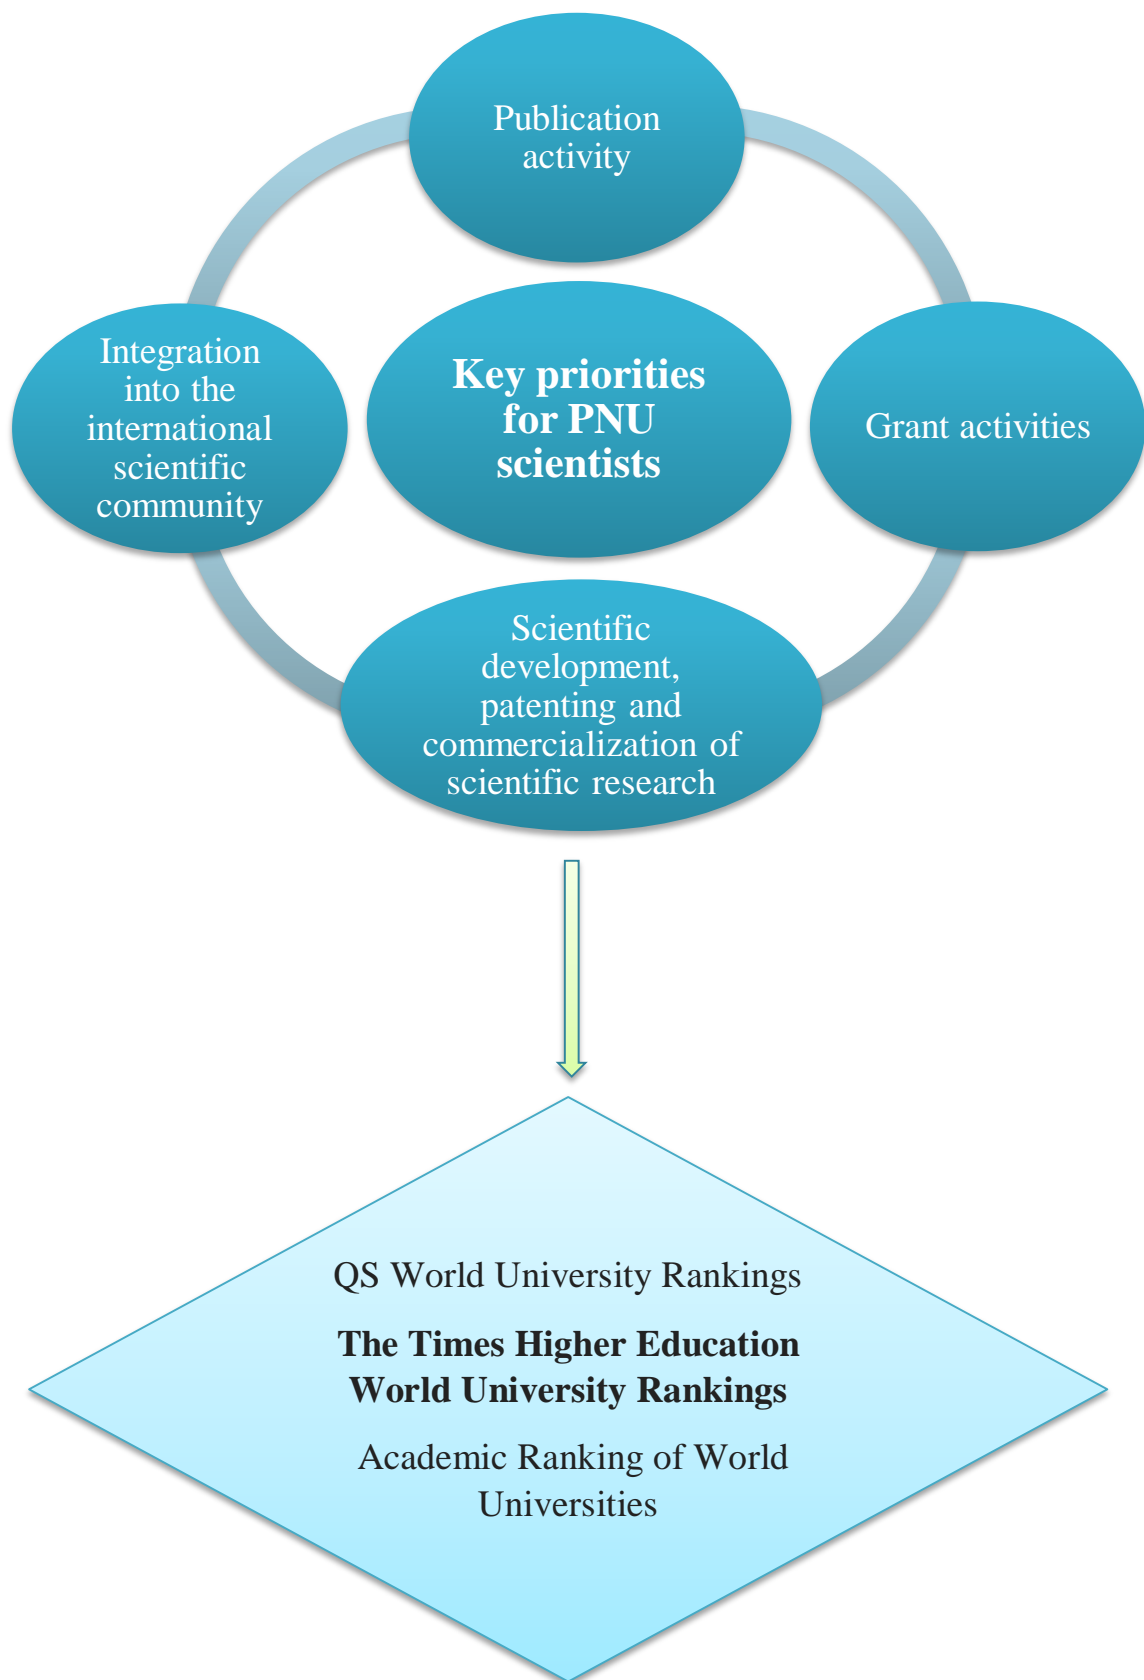 Publication
activity
Integration
into the
international
scientific
community
Key priorities
for PNU
scientists
Grant activities
Scientific
development,
patenting and
commercialization of
scientific research
QS World University Rankings
The Times Higher Education
World University Rankings
Academic Ranking of World
Universities